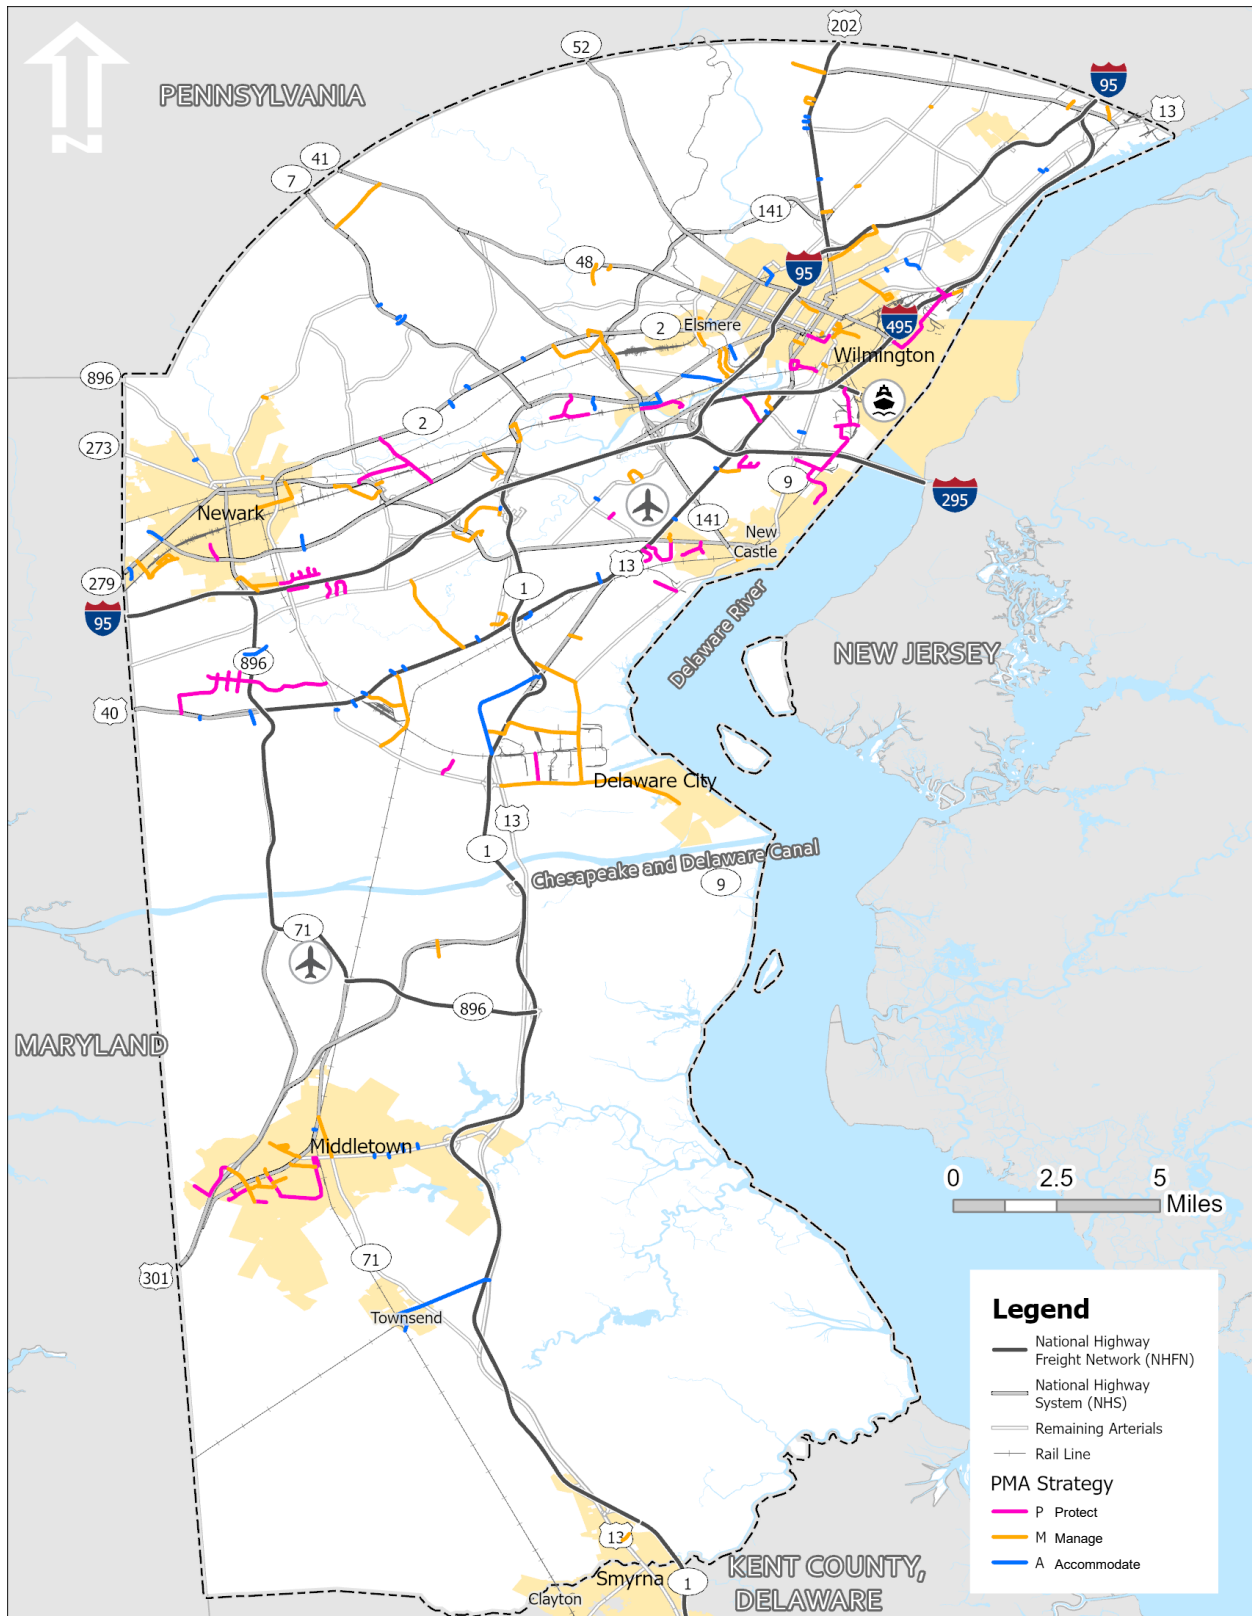 202
52
95
13
PENNSYLVANIA
41
7
141
48
95
2
Elsmere
495
Wilmington
896
2
273
9
295
Newark
141
New
Castle
13
279
1
95
Delaware River
NEW JERSEY
896
40
Delaware City
13
1
Chesapeake and Delaware Canal
9
71
896
MARYLAND
Middletown
0 2.5 5
Miles
71
301
Townsend
13
Smyrna
1
Clayton
KENT COUNTY,
DELAWARE
N
Legend
National Highway
Freight Network (NHFN)
National Highway
System (NHS)
Remaining Arterials
Rail Line
PMA Strategy
P Protect
M Manage
A Accommodate